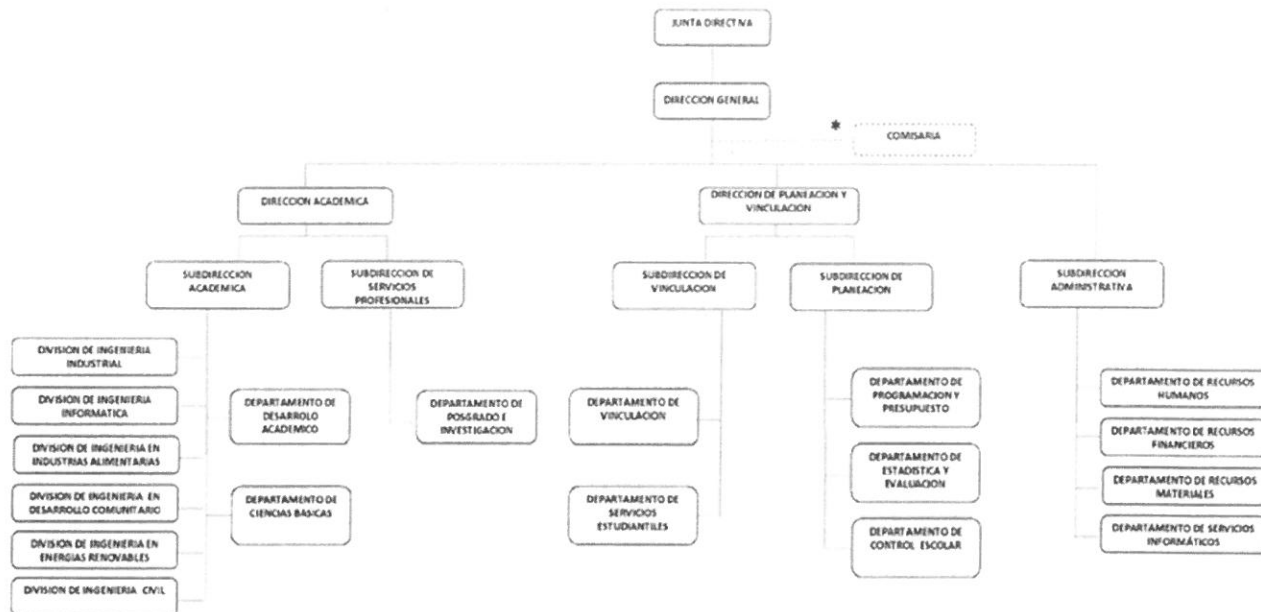 JUNTA DIRECTIVA
DIRECCION GENERAL
*
COMISARIA
DIRECCION ACADEMICA
DIRECCION DE PLANEACION Y
VINCULACION
SUBDIRECCION
ACADEMICA
SUBDIRECCION DE
SERVICIOS
PROFESIONALES
SUBDIRECCION DE
VINCULACION
SUBDIRECCION DE
PLANEACION
SUBDIRECCION
ADMINISTRATIVA
DIVISION DE INGENIERIA
INDUSTRIAL
DIVISION DE INGENIERIA
INFORMATICA
DIVISION DE INGENIERIA EN
INDUSTRIAS ALIMENTARIAS
DIVISION DE INGENIERIA EN
DESARROLLO COMUNITARIO
DIVISION DE INGENIERIA EN
ENERGIAS RENOVABLES
DIVISION DE INGENIERIA CIVIL
DEPARTAMENTO DE
DESARROLO
ACADEMICO
DEPARTAMENTO DE
CIENCIAS BASICAS
DEPARTAMENTO DE
POSGRADO E
INVESTIGACION
DEPARTAMENTO DE
VINCULACION
DEPARTAMENTO DE
SERVICIOS
ESTUDIANTILES
DEPARTAMENTO DE
PROGRAMACION Y
PRESUPUESTO
DEPARTAMENTO DE
ESTADISTICA Y
EVALUACION
DEPARTAMENTO DE
CONTROL ESCOLAR
DEPARTAMENTO DE RECURSOS
HUMANOS
DEPARTAMENTO DE RECURSOS
FINANCIEROS
DEPARTAMENTO DE RECURSOS
MATERIALES
DEPARTAMENTO DE SERVICIOS
INFORMÁTICOS